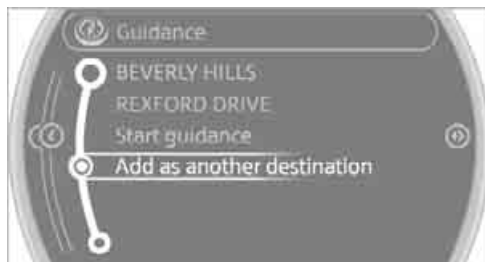 Guidance
BEVERLY HILLS
REXFORD DRIVE
Start guidance
Add as another destination